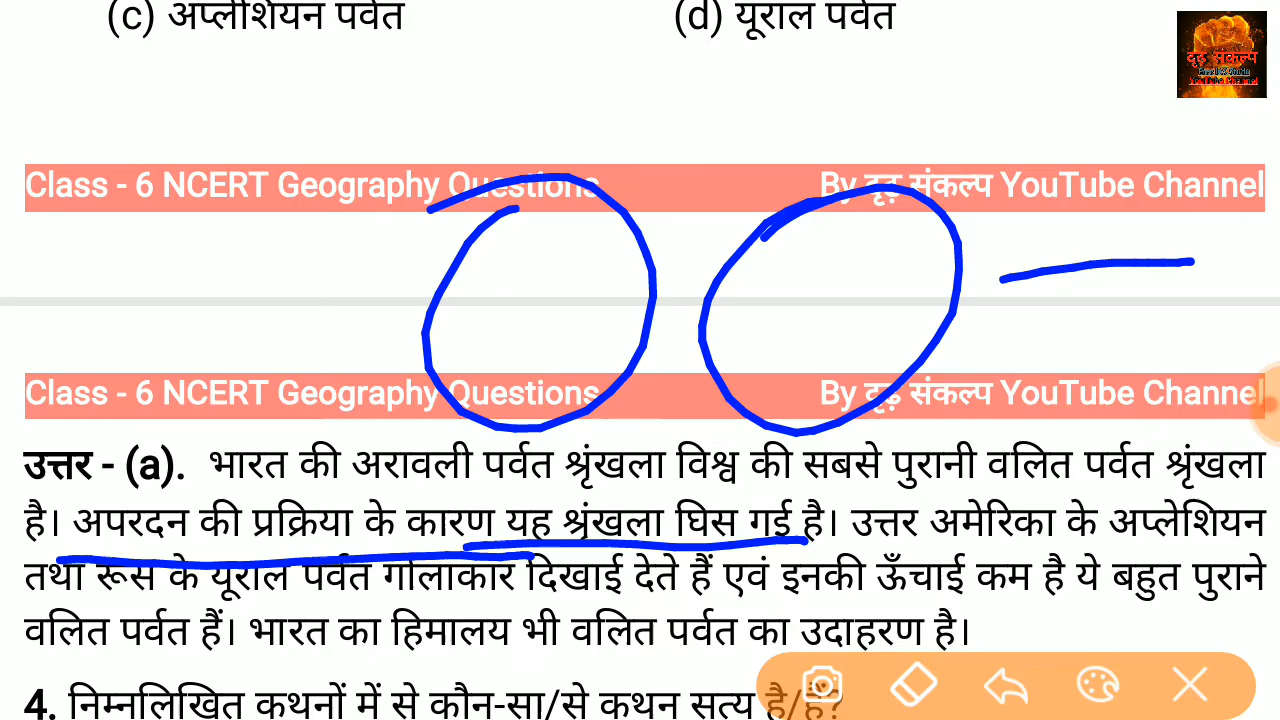 (c) अप्लेशियन पर्वत (d) यूराल पर्वत
दृढ़ संकल्प
Class - 6 NCERT Geography Questions By दृढ़ संकल्प YouTube Channel
Class - 6 NCERT Geography Questions By दृढ़ संकल्प YouTube Channel
उत्तर - (a). भारत की अरावली पर्वत श्रृंखला विश्व की सबसे पुरानी वलित पर्वत श्रृंखला
है। अपरदन की प्रक्रिया के कारण यह श्रृंखला घिस गई है। उत्तर अमेरिका के अप्लेशियन
तथा रूस के यूराल पर्वत गोलाकार दिखाई देते हैं एवं इनकी ऊँचाई कम है ये बहुत पुराने
वलित पर्वत हैं। भारत का हिमालय भी वलित पर्वत का उदाहरण है।
4. निम्नलिखित कथनों में से कौन-सा/से कथन सत्य है/हैं?